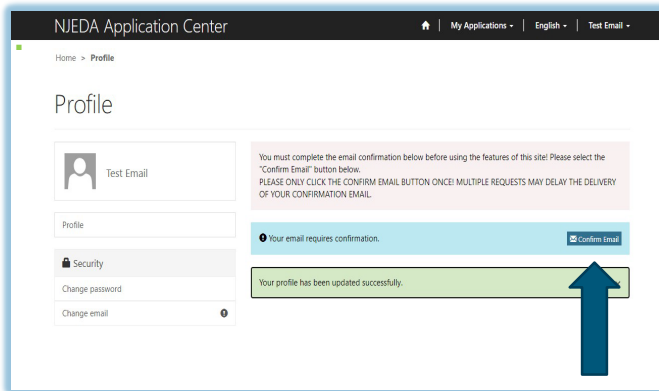 NJEDA Application Center
My Applications
English
Test Email
Home > Profile
Profile
Test Email
Profile
Security
Change password
Change email
You must complete the email confirmation below before using the features of this site! Please select the
"Confirm Email" button below.
PLEASE ONLY CLICK THE CONFIRM EMAIL BUTTON ONCE! MULTIPLE REQUESTS MAY DELAY THE DELIVERY
OF YOUR CONFIRMATION EMAIL.
Your email requires confirmation.
Confirm Email
Your profile has been updated successfully.